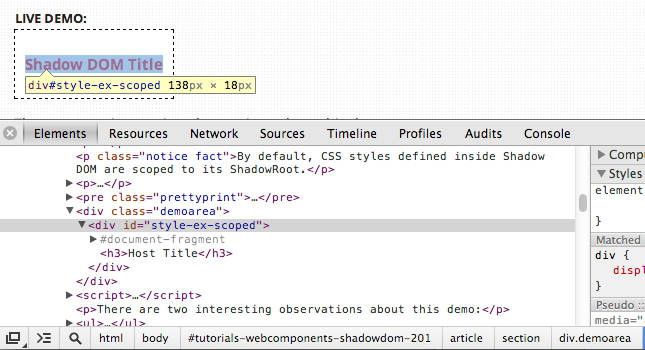 LIVE DEMO:
Shadow DOM Title
div#style-ex-scoped 138px × 18px
Elements Resources Network Sources Timeline Profiles Audits Console
<p class="notice fact">By default, CSS styles defined inside Shadow
DOM are scoped to its ShadowRoot.</p>
<p>…</p>
<pre class="prettyprint">…</pre>
<div class="demoarea">
<div id="style-ex-scoped">
#document-fragment
<h3>Host Title</h3>
</div>
</div>
<script>…</script>
<p>There are two interesting observations about this demo:</p>
<ul>…</ul>
Comp
Styles
element
}
Matched
div {
displ
}
Pseudo ::
media="
html body #tutorials-webcomponents-shadowdom-201 article section div.demoarea